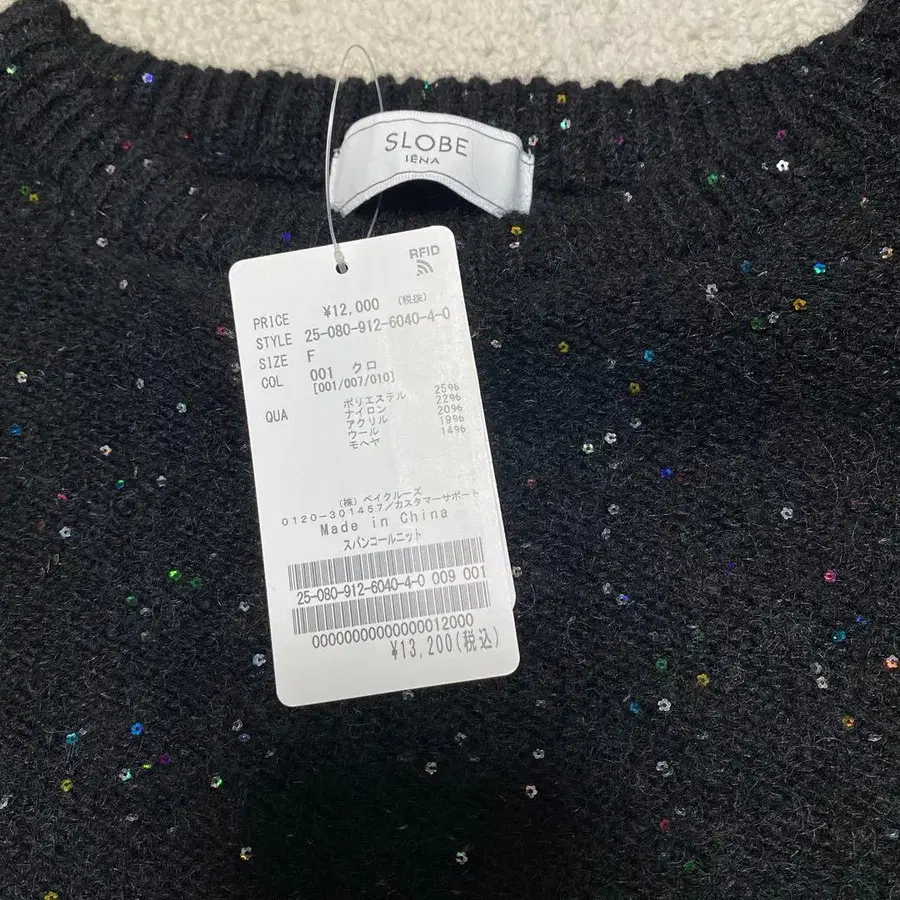 SLOBE
IÉNA
RFID
PRICE ¥12,000 (税抜)
STYLE 25-080-912-6040-4-0
SIZE F
COL 001 クロ
[001/007/010]
QUA ポリエステル 25%
ナイロン 22%
アクリル 20%
ウール 19%
モヘヤ 14%
(株) ベイクルーズ
0120-301457/カスタマーサポート
Made in China
スパンコールニット
25-080-912-6040-4-0 009 001
0000000000000012000
¥13,200(税込)